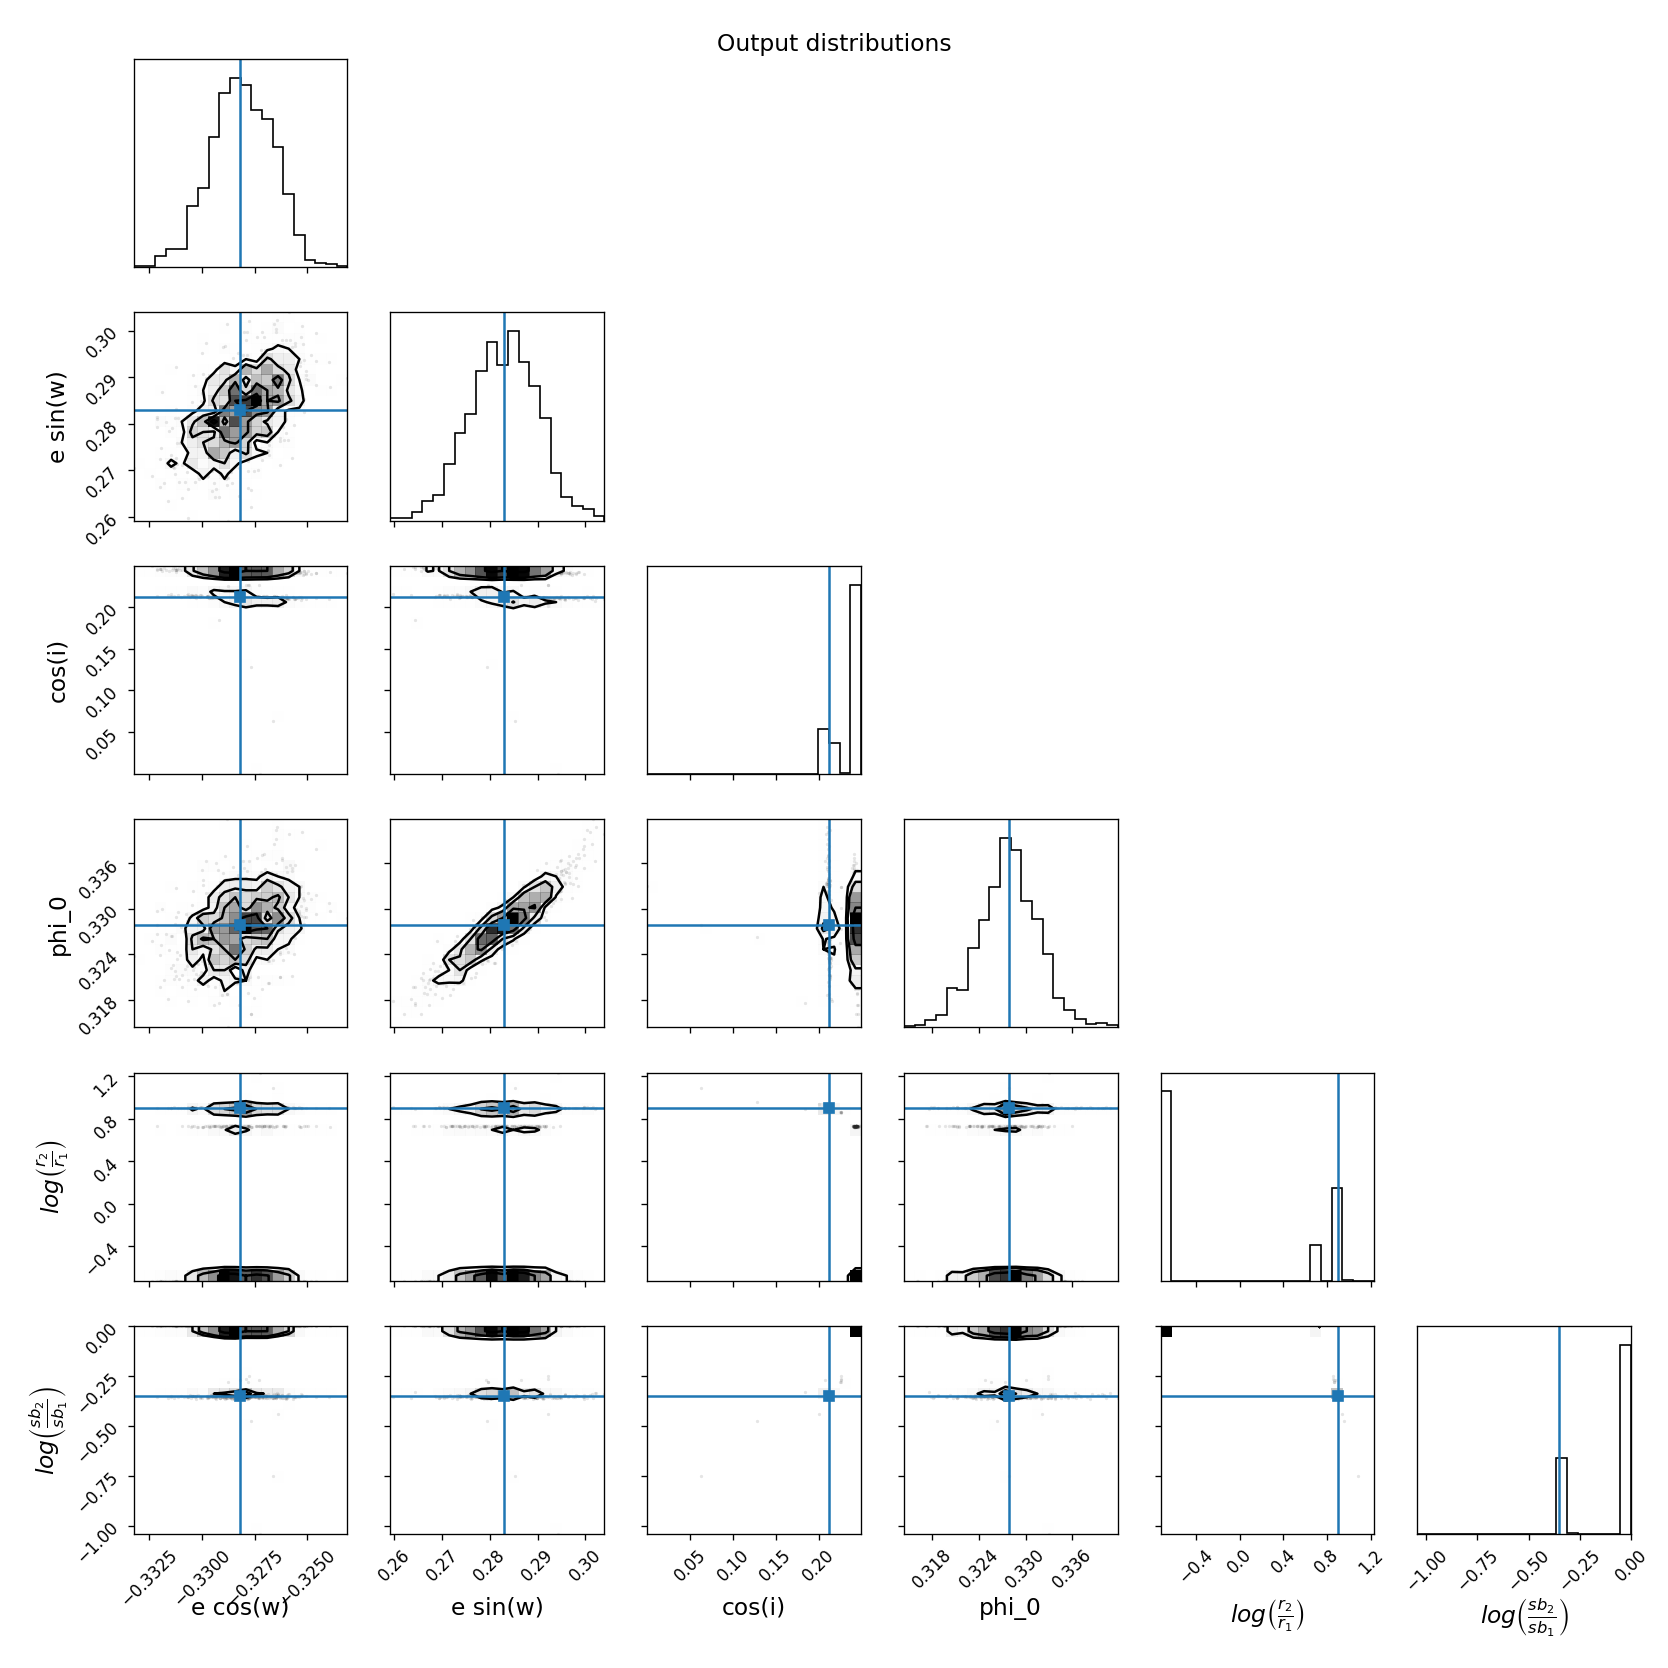 Output distributions
e sin(w)
0.30
0.29
0.28
0.27
0.26
cos(i)
0.20
0.15
0.10
0.05
phi_0
0.336
0.330
0.324
0.318
log(r₂/r₁)
1.2
0.8
0.4
0.0
−0.4
log(sb₂/sb₁)
0.00
−0.25
−0.50
−0.75
−1.00
−0.3325 −0.3300 −0.3275 −0.3250
0.26 0.27 0.28 0.29 0.30
0.05 0.10 0.15 0.20
0.318 0.324 0.330 0.336
−0.4 0.0 0.4 0.8 1.2
−1.00 −0.75 −0.50 −0.25 0.00
e cos(w) e sin(w) cos(i) phi_0 log(r₂/r₁) log(sb₂/sb₁)